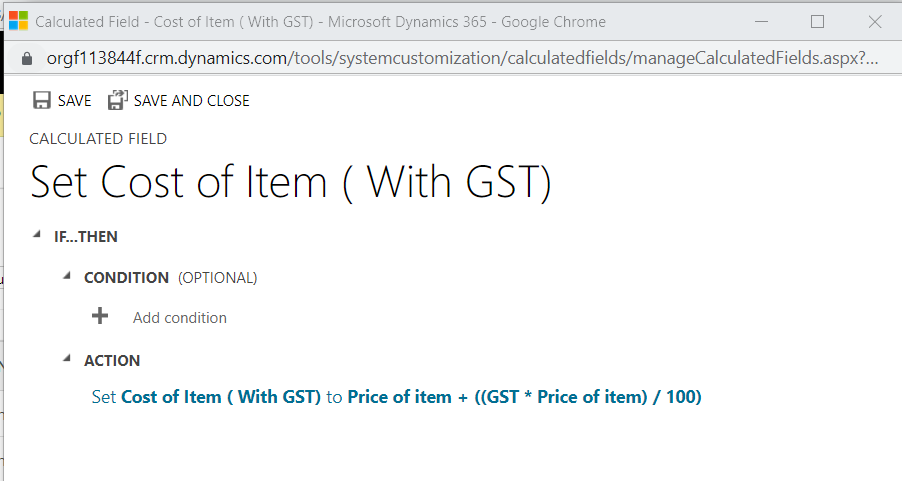 Calculated Field - Cost of Item ( With GST) - Microsoft Dynamics 365 - Google Chrome
orgf113844f.crm.dynamics.com/tools/systemcustomization/calculatedfields/manageCalculatedFields.aspx?...
SAVE SAVE AND CLOSE
CALCULATED FIELD
Set Cost of Item ( With GST)
IF...THEN
CONDITION (OPTIONAL)
Add condition
ACTION
Set Cost of Item ( With GST) to Price of item + ((GST * Price of item) / 100)